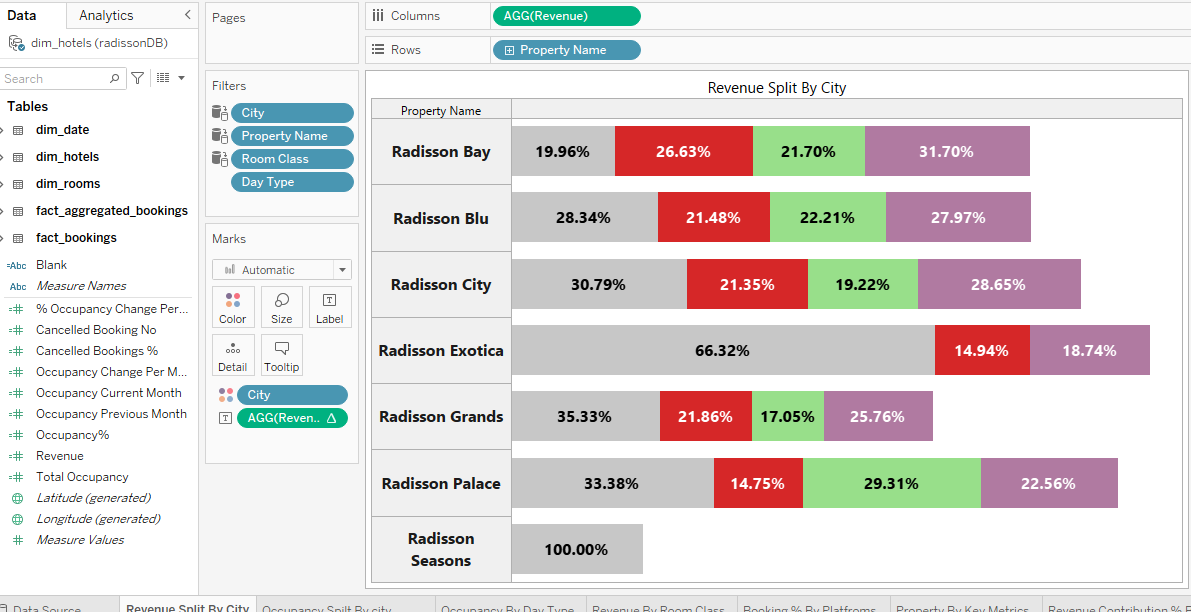 Data
Analytics
dim_hotels (radissonDB)
Search
Tables
dim_date
dim_hotels
dim_rooms
fact_aggregated_bookings
fact_bookings
=Abc Blank
Abc Measure Names
=# % Occupancy Change Per...
=# Cancelled Booking No
=# Cancelled Bookings %
=# Occupancy Change Per M...
=# Occupancy Current Month
=# Occupancy Previous Month
=# Occupancy%
=# Revenue
=# Total Occupancy
Latitude (generated)
Longitude (generated)
# Measure Values
Pages
Filters
City
Property Name
Room Class
Day Type
Marks
Automatic
Color
Size
Label
Detail
Tooltip
City
AGG(Reven.. Δ
Columns
AGG(Revenue)
Rows
Property Name
Revenue Split By City
Property Name
Radisson Bay 19.96% 26.63% 21.70% 31.70%
Radisson Blu 28.34% 21.48% 22.21% 27.97%
Radisson City 30.79% 21.35% 19.22% 28.65%
Radisson Exotica 66.32% 14.94% 18.74%
Radisson Grands 35.33% 21.86% 17.05% 25.76%
Radisson Palace 33.38% 14.75% 29.31% 22.56%
Radisson
Seasons
100.00%
Data Source
Revenue Split By City
Occupancy Spilt By city
Occupancy By Day Type
Revenue By Room Class
Booking % By Platfroms
Property By Key Metrics
Revenue Contribution %